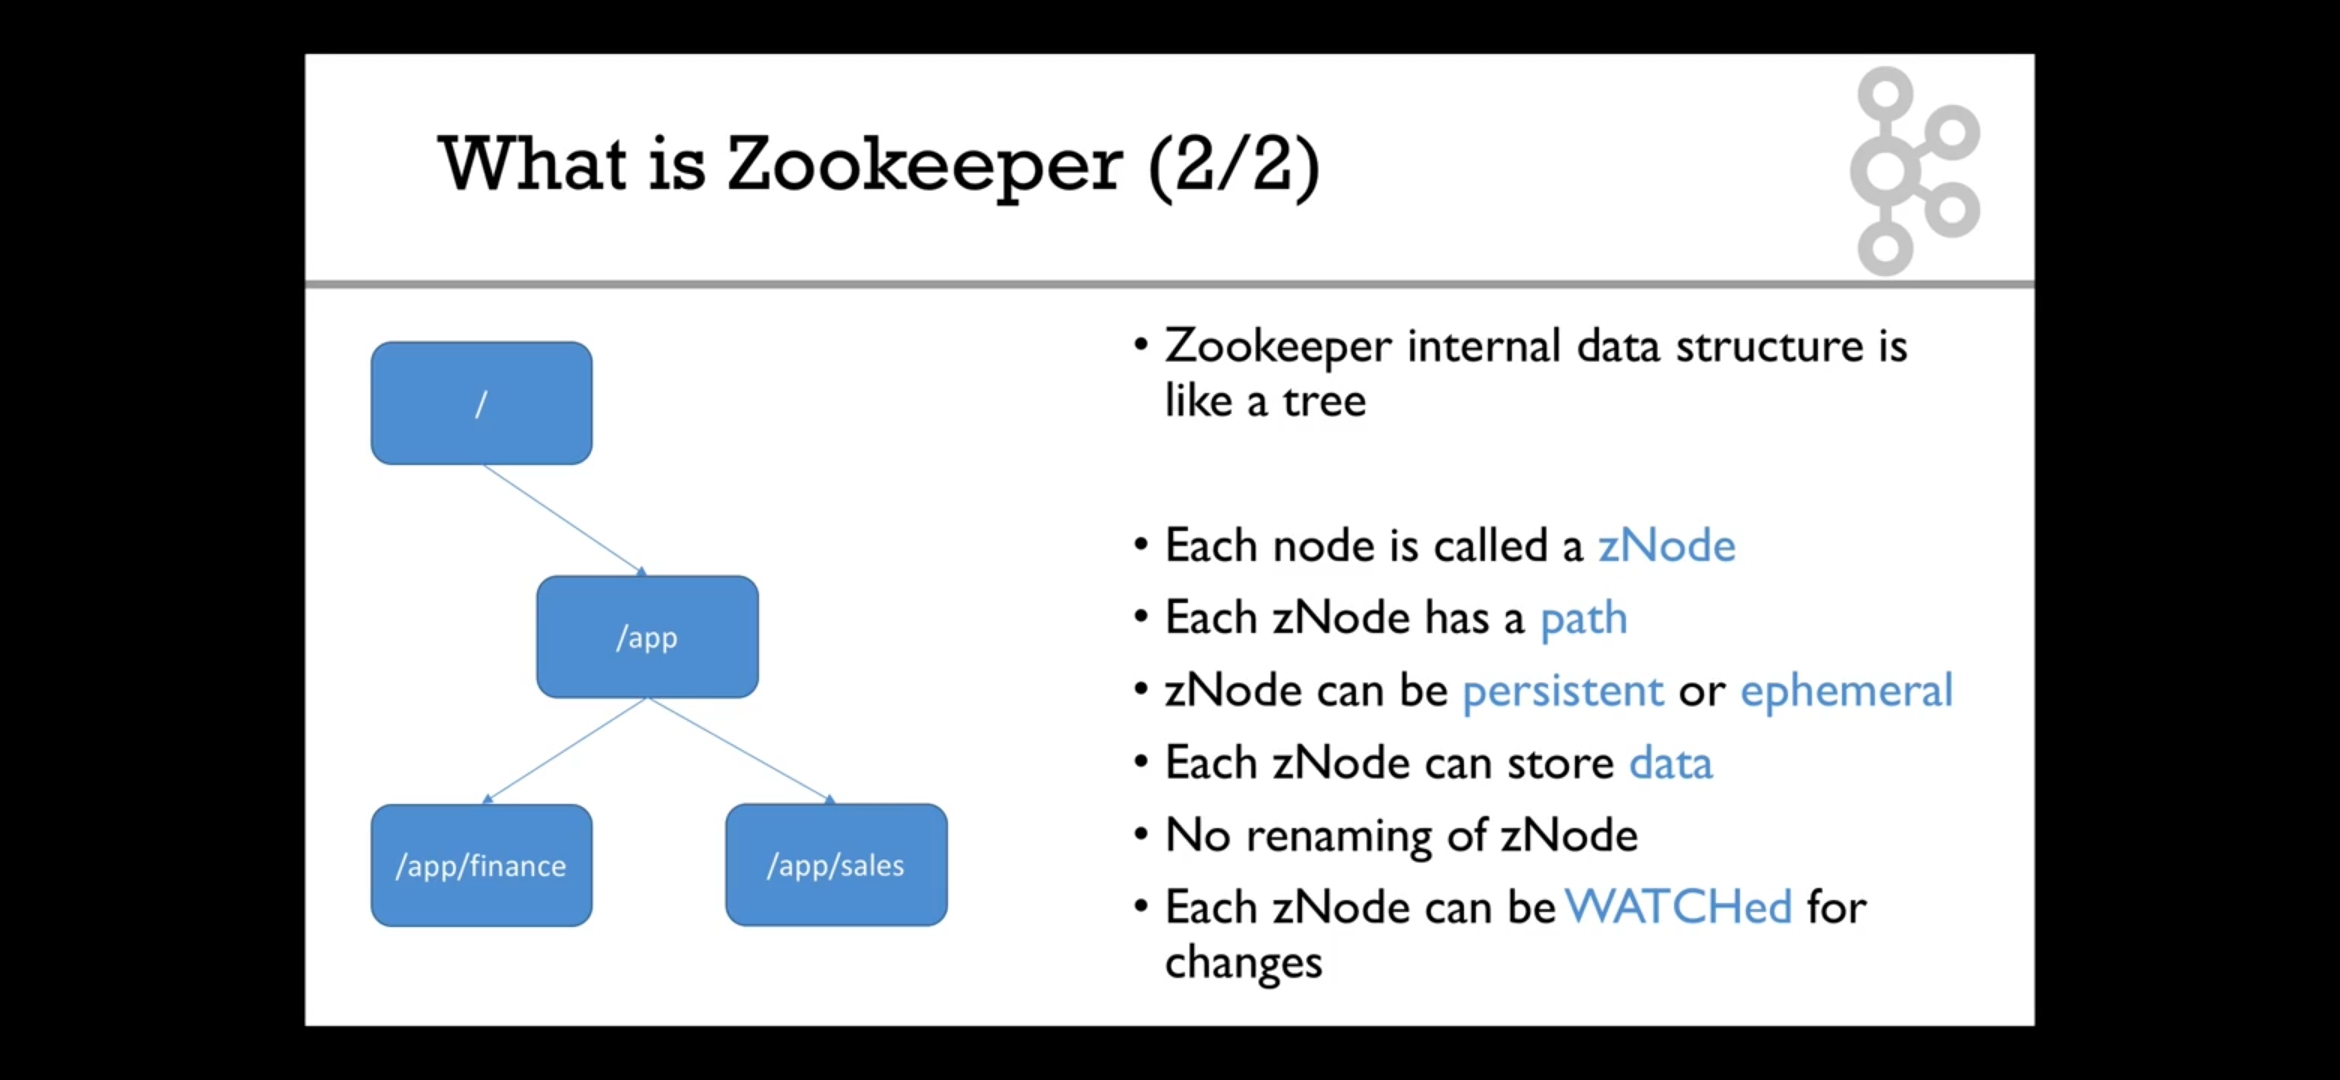 What is Zookeeper (2/2)
/
/app
/app/finance
/app/sales
• Zookeeper internal data structure is
like a tree
• Each node is called a zNode
• Each zNode has a path
• zNode can be persistent or ephemeral
• Each zNode can store data
• No renaming of zNode
• Each zNode can be WATCHed for
changes